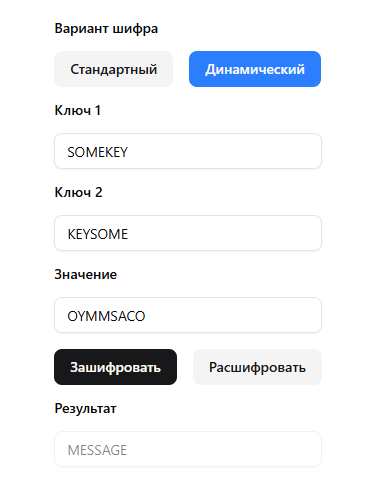 Вариант шифра
Стандартный Динамический
Ключ 1
SOMEKEY
Ключ 2
KEYSOME
Значение
OYMMSACO
Зашифровать Расшифровать
Результат
MESSAGE